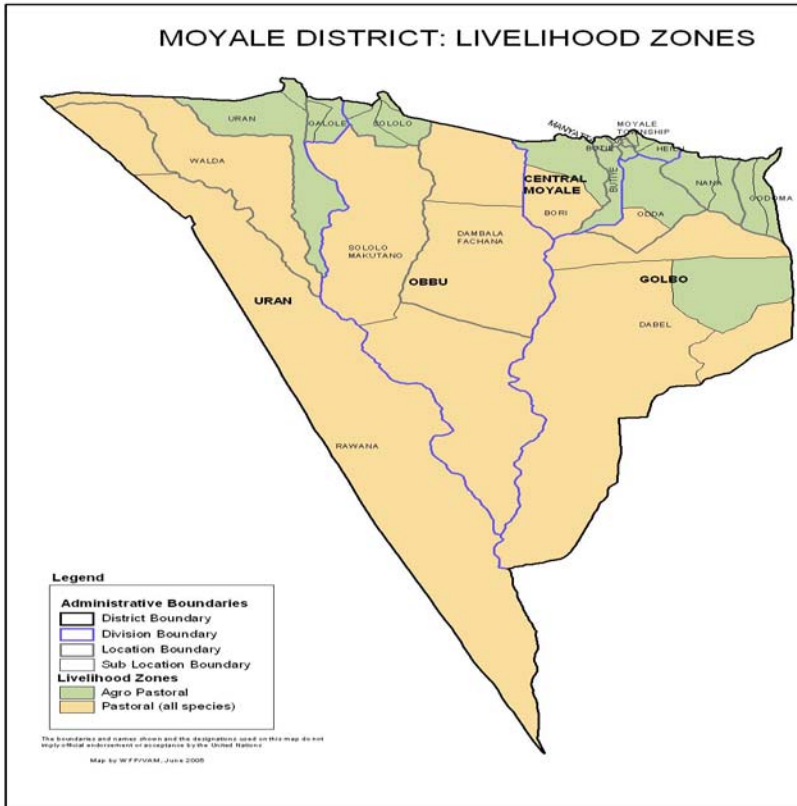 MOYALE DISTRICT: LIVELIHOOD ZONES
URAN
GALOLE
SOLOLO
MANYATTA
MOYALE
TOWNSHIP
BUTIE
WALDA
CENTRAL
MOYALE
BUTIE
NANA
GODOMA
BORI
ODDA
DAMBALA
FACHANA
SOLOLO
MAKUTANO
OBBU
GOLBO
URAN
DABEL
RAWANA
Legend
Administrative Boundaries
District Boundary
Division Boundary
Location Boundary
Sub Location Boundary
Livelihood Zones
Agro Pastoral
Pastoral (all species)
The boundaries and names shown and the designations used on this map do not
imply official endorsement or acceptance by the United Nations
Map by WFP/VAM, June 2005